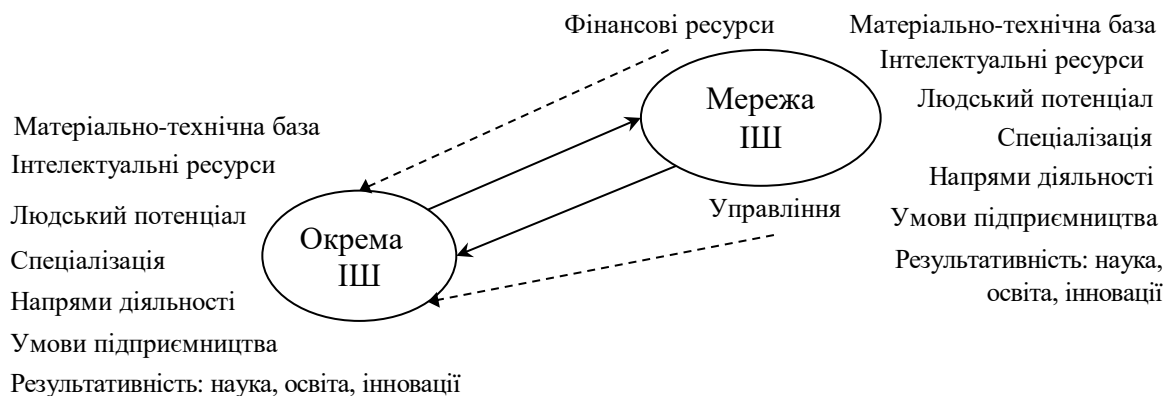 Фінансові ресурси
Матеріально-технічна база
Інтелектуальні ресурси
Людський потенціал
Спеціалізація
Напрями діяльності
Умови підприємництва
Результативність: наука,
освіта, інновації
Мережа
ІШ
Управління
Матеріально-технічна база
Інтелектуальні ресурси
Людський потенціал
Спеціалізація
Напрями діяльності
Умови підприємництва
Результативність: наука, освіта, інновації
Окрема
ІШ